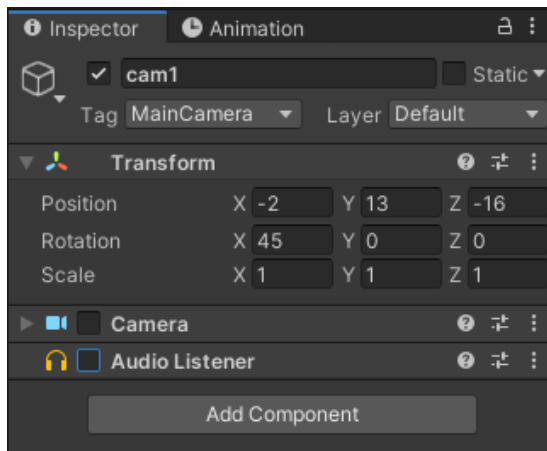 Inspector Animation
cam1 Static
Tag MainCamera Layer Default
Transform
Position X -2 Y 13 Z -16
Rotation X 45 Y 0 Z 0
Scale X 1 Y 1 Z 1
Camera
Audio Listener
Add Component